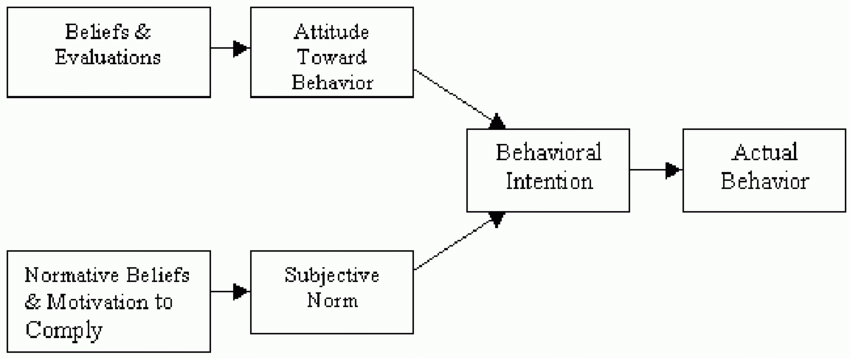 Beliefs &
Evaluations
Attitude
Toward
Behavior
Behavioral
Intention
Actual
Behavior
Normative Beliefs
& Motivation to
Comply
Subjective
Norm